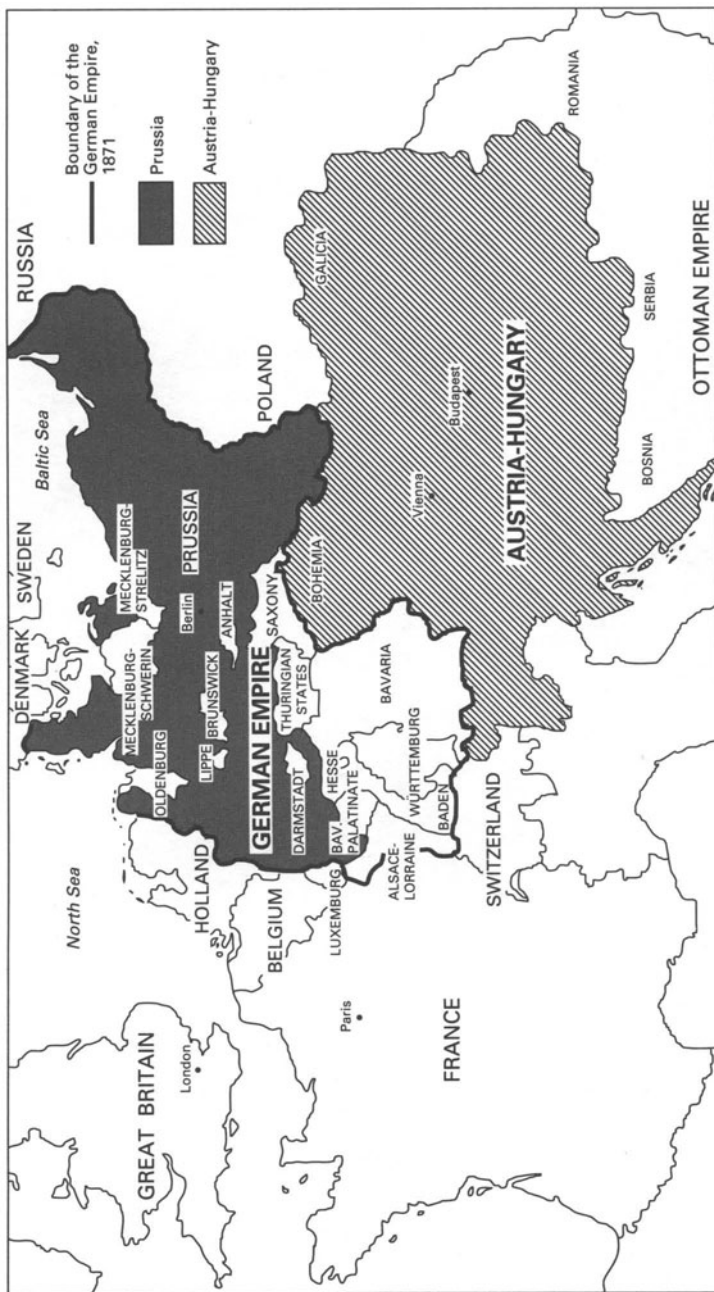 Boundary of the
German Empire,
1871
Prussia
Austria-Hungary
RUSSIA
Baltic Sea
SWEDEN
DENMARK
North Sea
GREAT BRITAIN
London
MECKLENBURG-
STRELITZ
MECKLENBURG-
SCHWERIN
OLDENBURG
PRUSSIA
Berlin
HOLLAND
LIPPE
BRUNSWICK
ANHALT
POLAND
GERMAN EMPIRE
SAXONY
BELGIUM
DARMSTADT
THURINGIAN
STATES
LUXEMBURG
BAV.
PALATINATE
HESSE
BOHEMIA
GALICIA
Paris
ALSACE-
LORRAINE
BAVARIA
WÜRTTEMBURG
BADEN
Vienna
Budapest
FRANCE
SWITZERLAND
AUSTRIA-HUNGARY
ROMANIA
BOSNIA
SERBIA
OTTOMAN EMPIRE